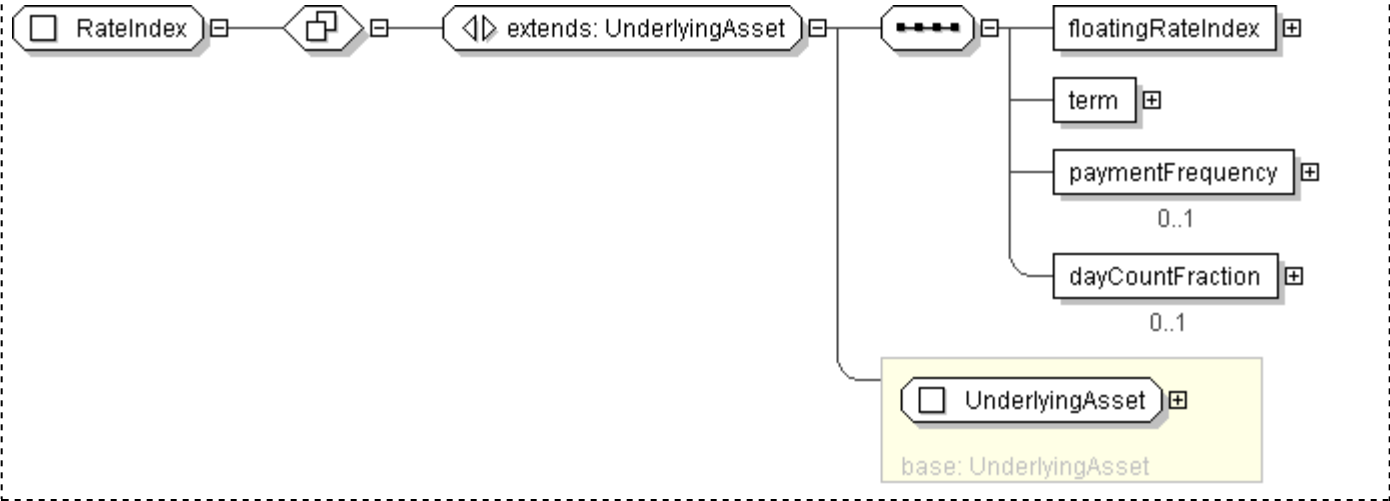 RateIndex
extends: UnderlyingAsset
floatingRateIndex
term
paymentFrequency
0..1
dayCountFraction
0..1
UnderlyingAsset
base: UnderlyingAsset